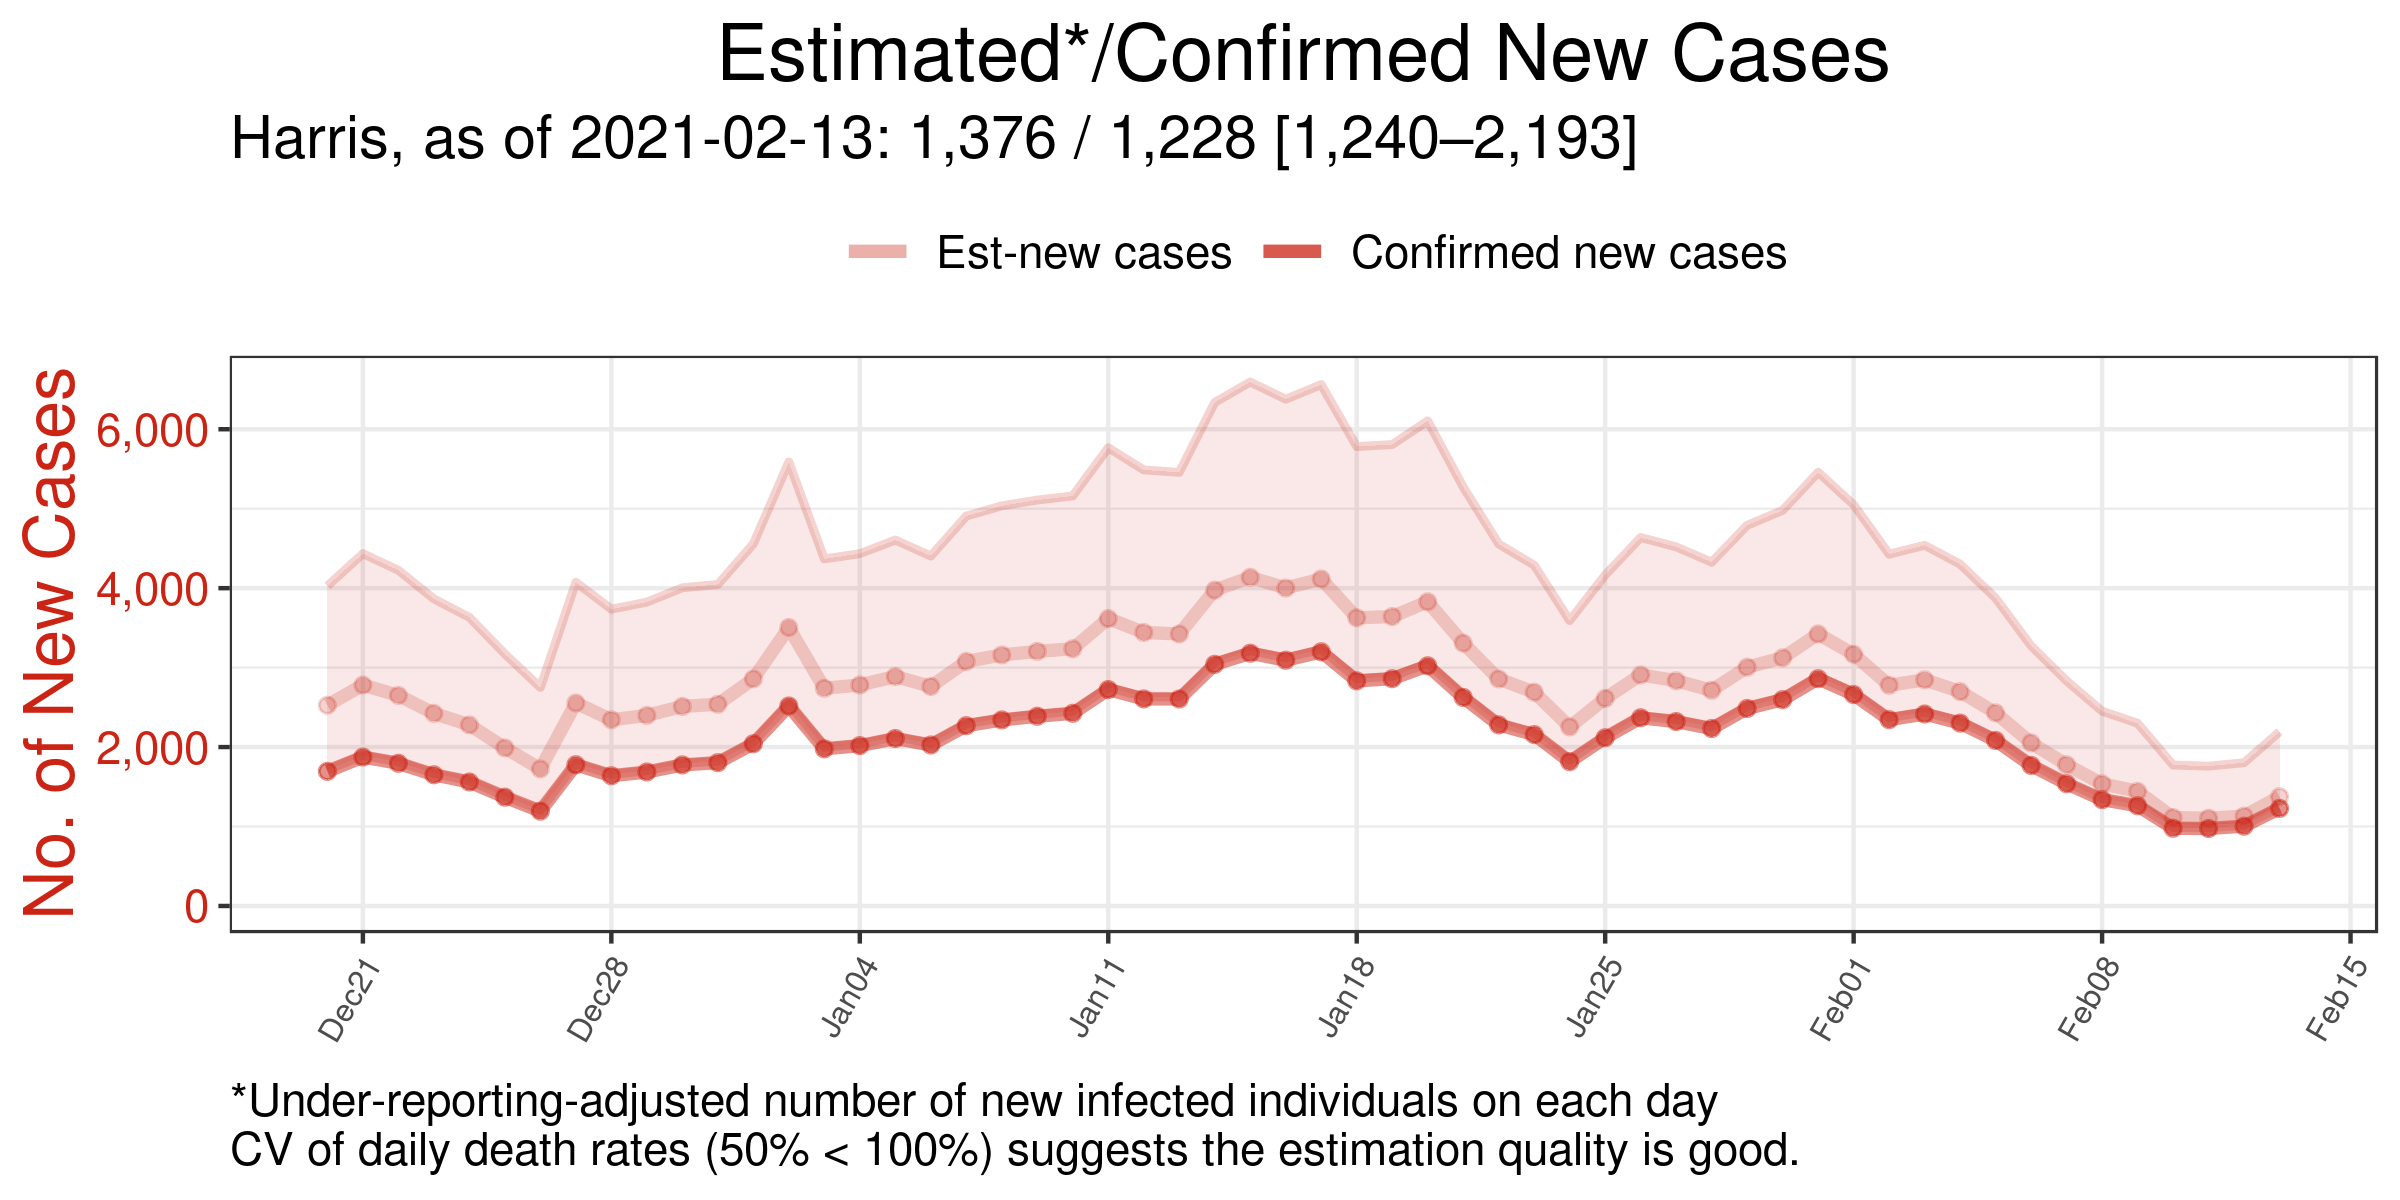 Estimated*/Confirmed New Cases
Harris, as of 2021-02-13: 1,376 / 1,228 [1,240–2,193]
Est-new cases Confirmed new cases
No. of New Cases
6,000
4,000
2,000
0
Dec21 Dec28 Jan04 Jan11 Jan18 Jan25 Feb01 Feb08 Feb15
*Under-reporting-adjusted number of new infected individuals on each day
CV of daily death rates (50% < 100%) suggests the estimation quality is good.